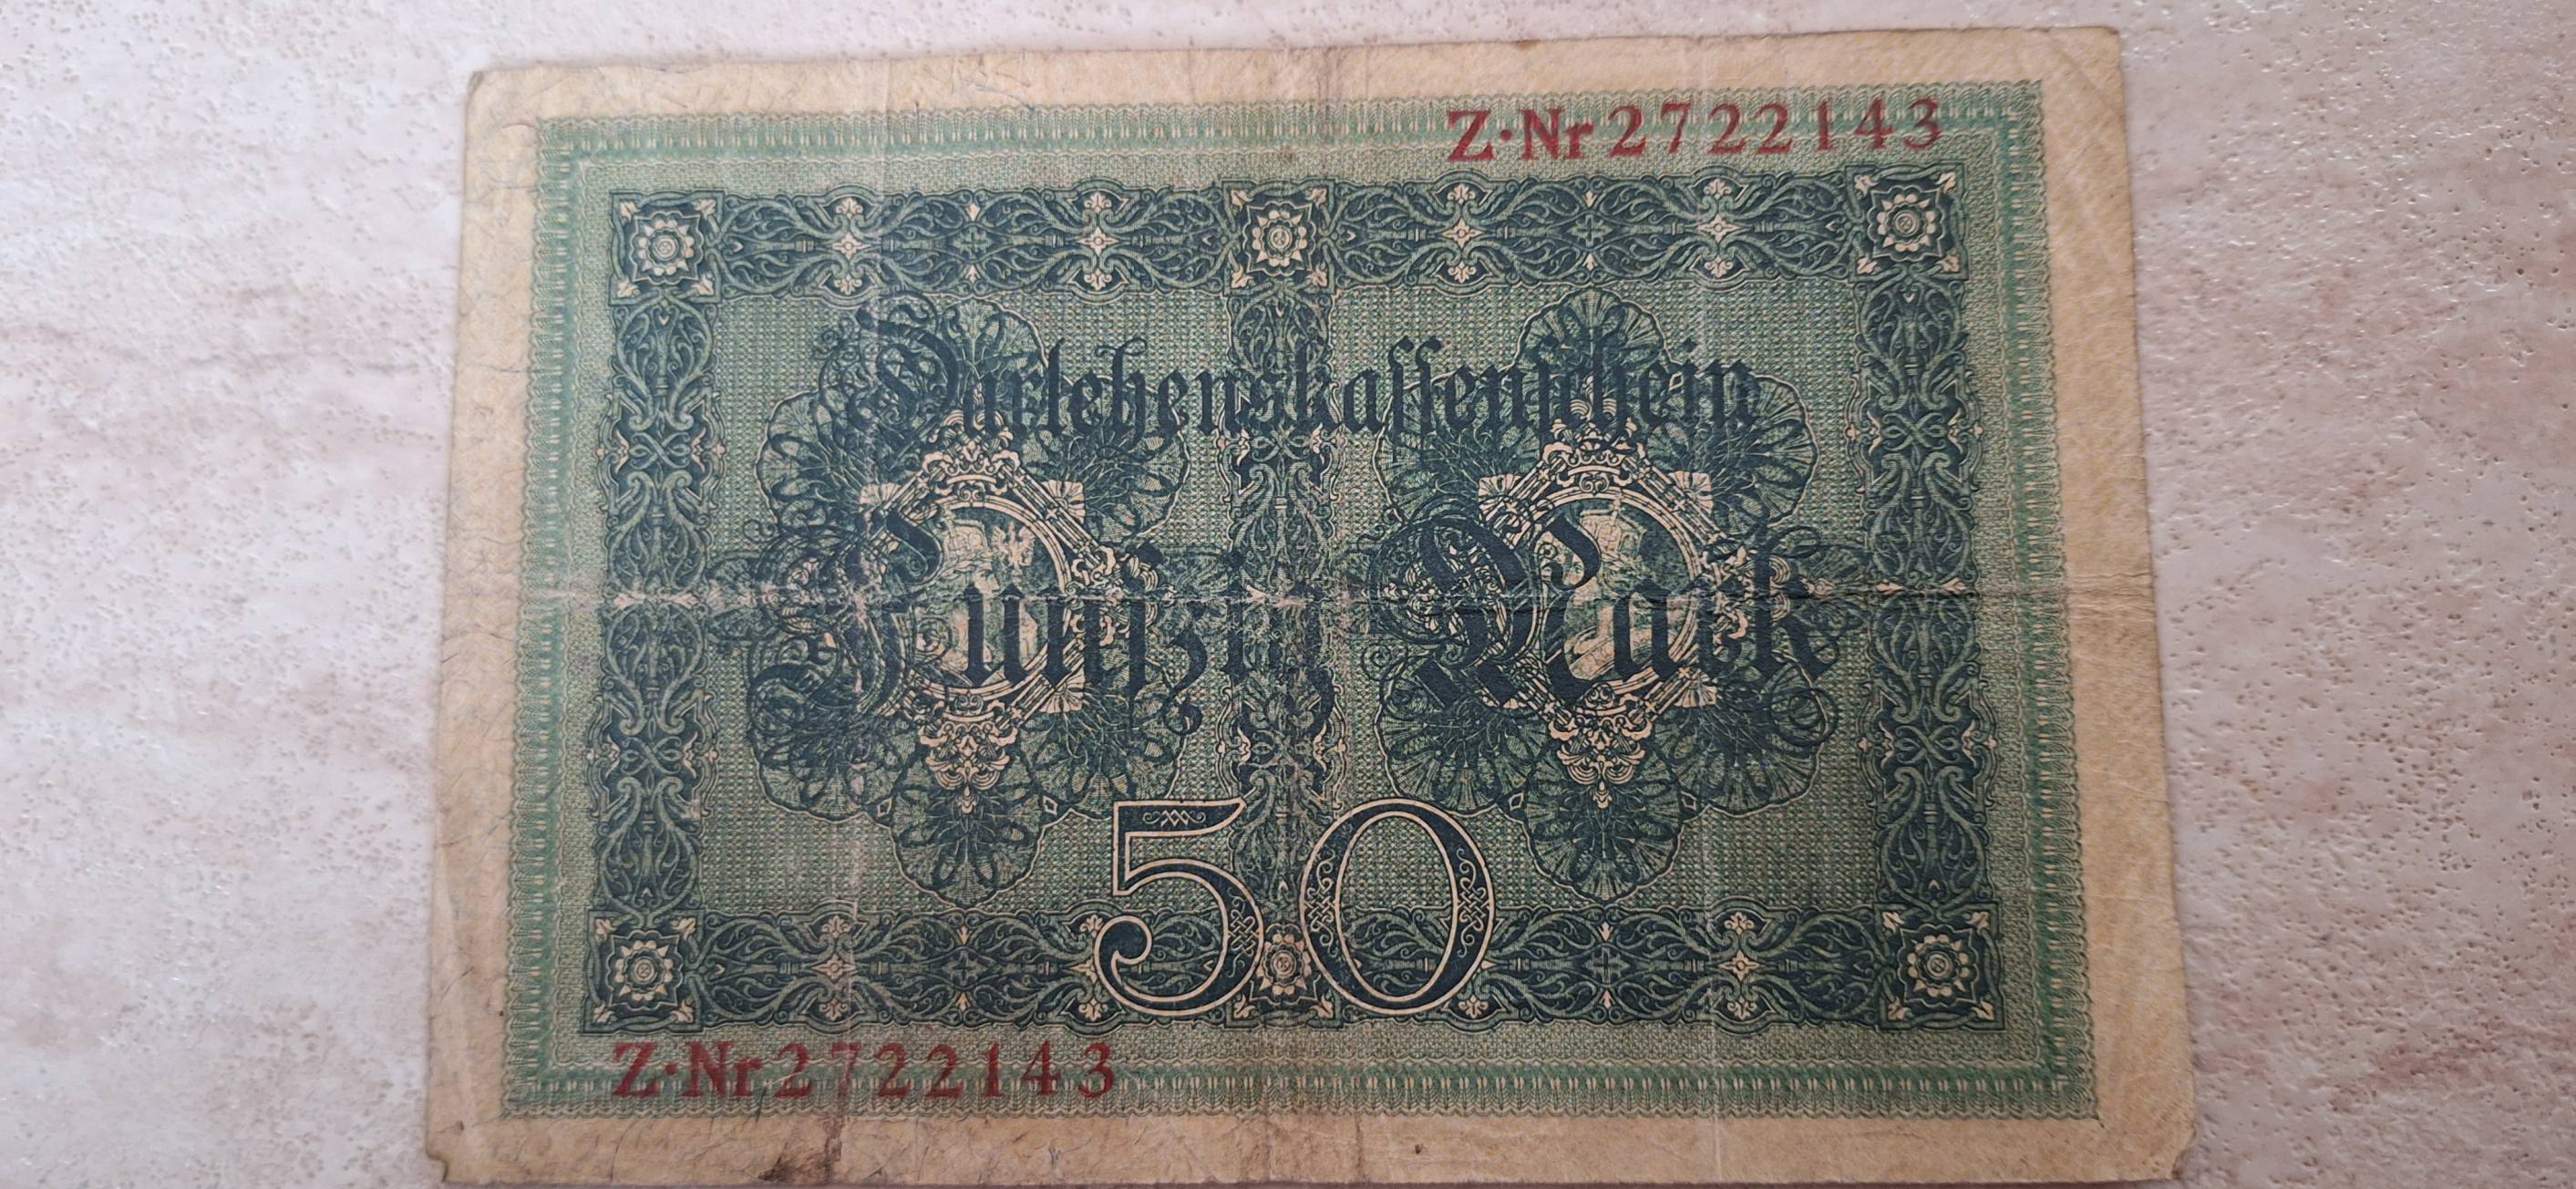 Z·Nr 2722143
Darlehenskassenschein
Fünfzig Mark
50
Z·Nr 2722143